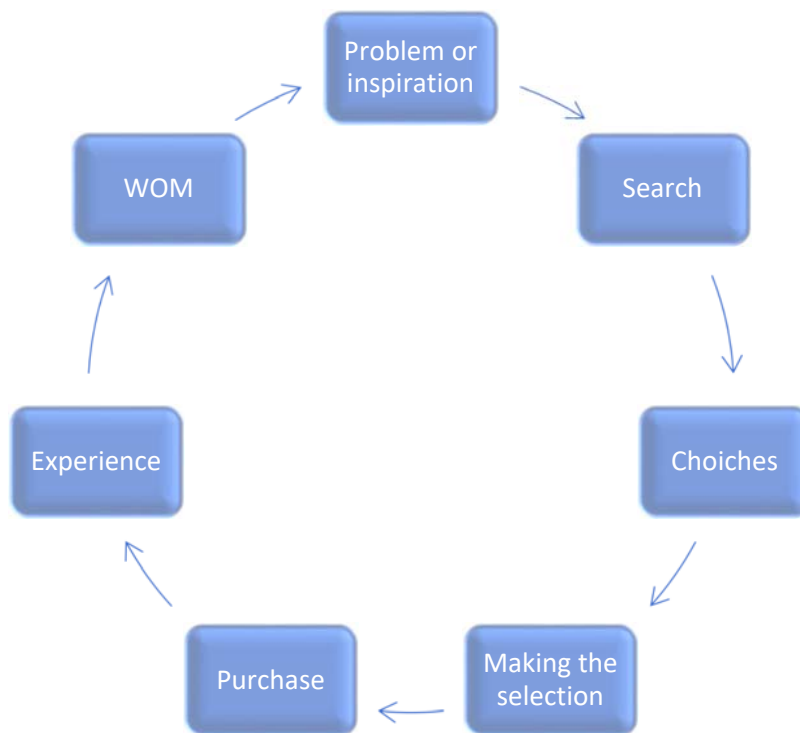 Problem or
inspiration
Search
Choiches
Making the
selection
Purchase
Experience
WOM